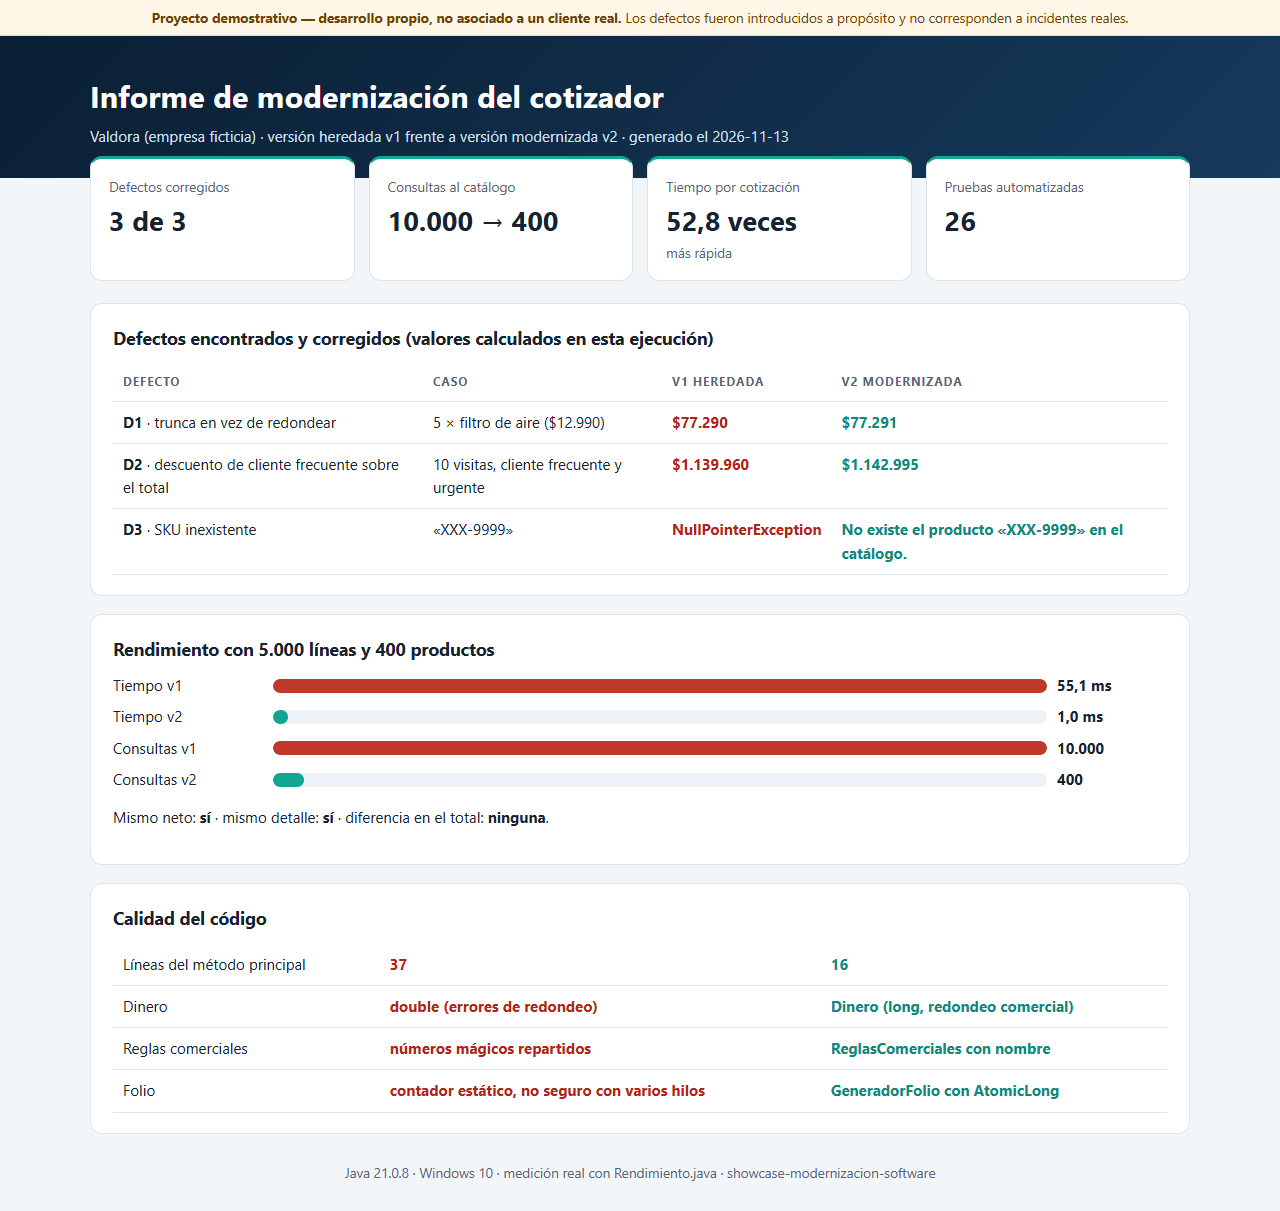 Proyecto demostrativo — desarrollo propio, no asociado a un cliente real. Los defectos fueron introducidos a propósito y no corresponden a incidentes reales.
Informe de modernización del cotizador
Valdora (empresa ficticia) · versión heredada v1 frente a versión modernizada v2 · generado el 2026-11-13
Defectos corregidos
3 de 3
Consultas al catálogo
10.000 → 400
Tiempo por cotización
52,8 veces
más rápida
Pruebas automatizadas
26
Defectos encontrados y corregidos (valores calculados en esta ejecución)
DEFECTO CASO V1 HEREDADA V2 MODERNIZADA
D1 · trunca en vez de redondear 5 × filtro de aire ($12.990) $77.290 $77.291
D2 · descuento de cliente frecuente sobre 10 visitas, cliente frecuente y $1.139.960 $1.142.995
el total urgente
D3 · SKU inexistente «XXX-9999» NullPointerException No existe el producto «XXX-9999» en el
catálogo.
Rendimiento con 5.000 líneas y 400 productos
Tiempo v1 55,1 ms
Tiempo v2 1,0 ms
Consultas v1 10.000
Consultas v2 400
Mismo neto: sí · mismo detalle: sí · diferencia en el total: ninguna.
Calidad del código
Líneas del método principal 37 16
Dinero double (errores de redondeo) Dinero (long, redondeo comercial)
Reglas comerciales números mágicos repartidos ReglasComerciales con nombre
Folio contador estático, no seguro con varios hilos GeneradorFolio con AtomicLong
Java 21.0.8 · Windows 10 · medición real con Rendimiento.java · showcase-modernizacion-software